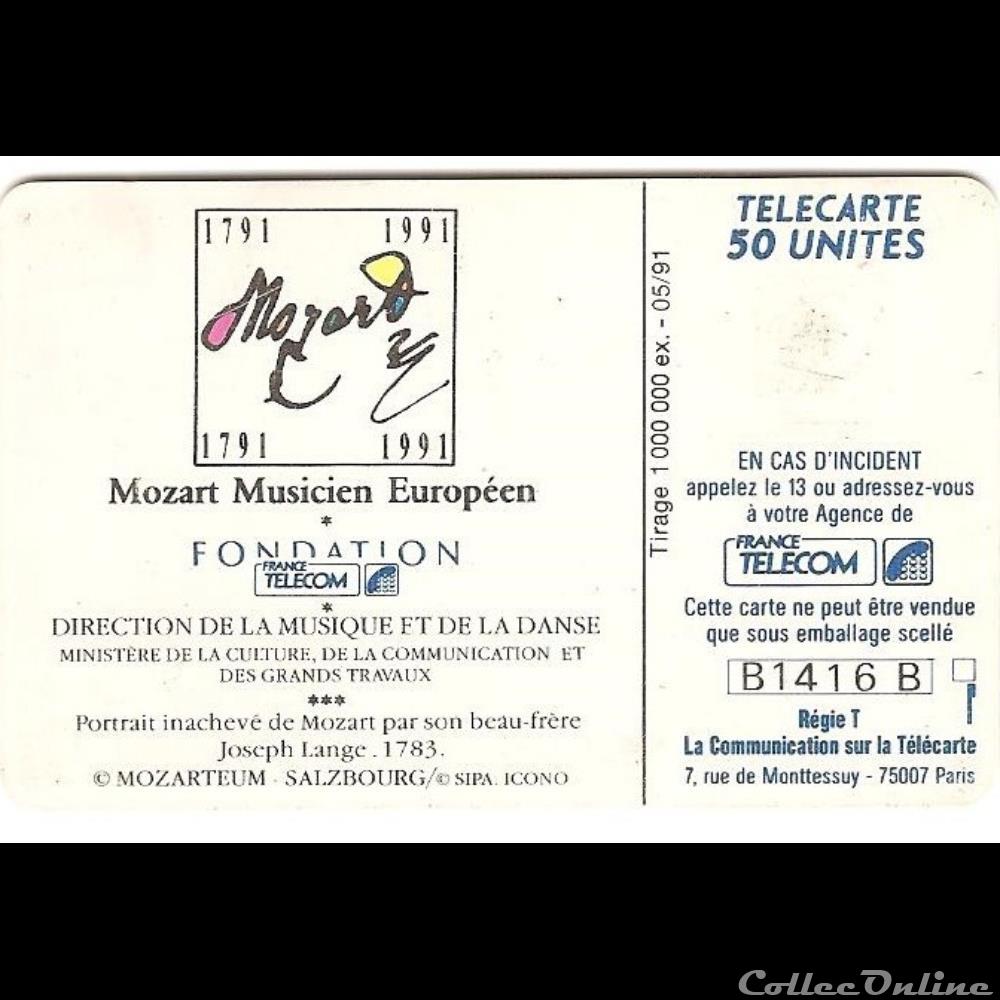 1791 1991
Mozart
1791 1991
Mozart Musicien Européen
*
FONDATION
FRANCE
TELECOM
*
DIRECTION DE LA MUSIQUE ET DE LA DANSE
MINISTÈRE DE LA CULTURE, DE LA COMMUNICATION ET
DES GRANDS TRAVAUX
***
Portrait inachevé de Mozart par son beau-frère
Joseph Lange. 1783.
© MOZARTEUM - SALZBOURG/© SIPA. ICONO
Tirage 1 000 000 ex. - 05/91
TELECARTE
50 UNITES
EN CAS D'INCIDENT
appelez le 13 ou adressez-vous
à votre Agence de
FRANCE
TELECOM
Cette carte ne peut être vendue
que sous emballage scellé
B1416 B
Régie T
La Communication sur la Télécarte
7, rue de Monttessuy - 75007 Paris
CollecOnline